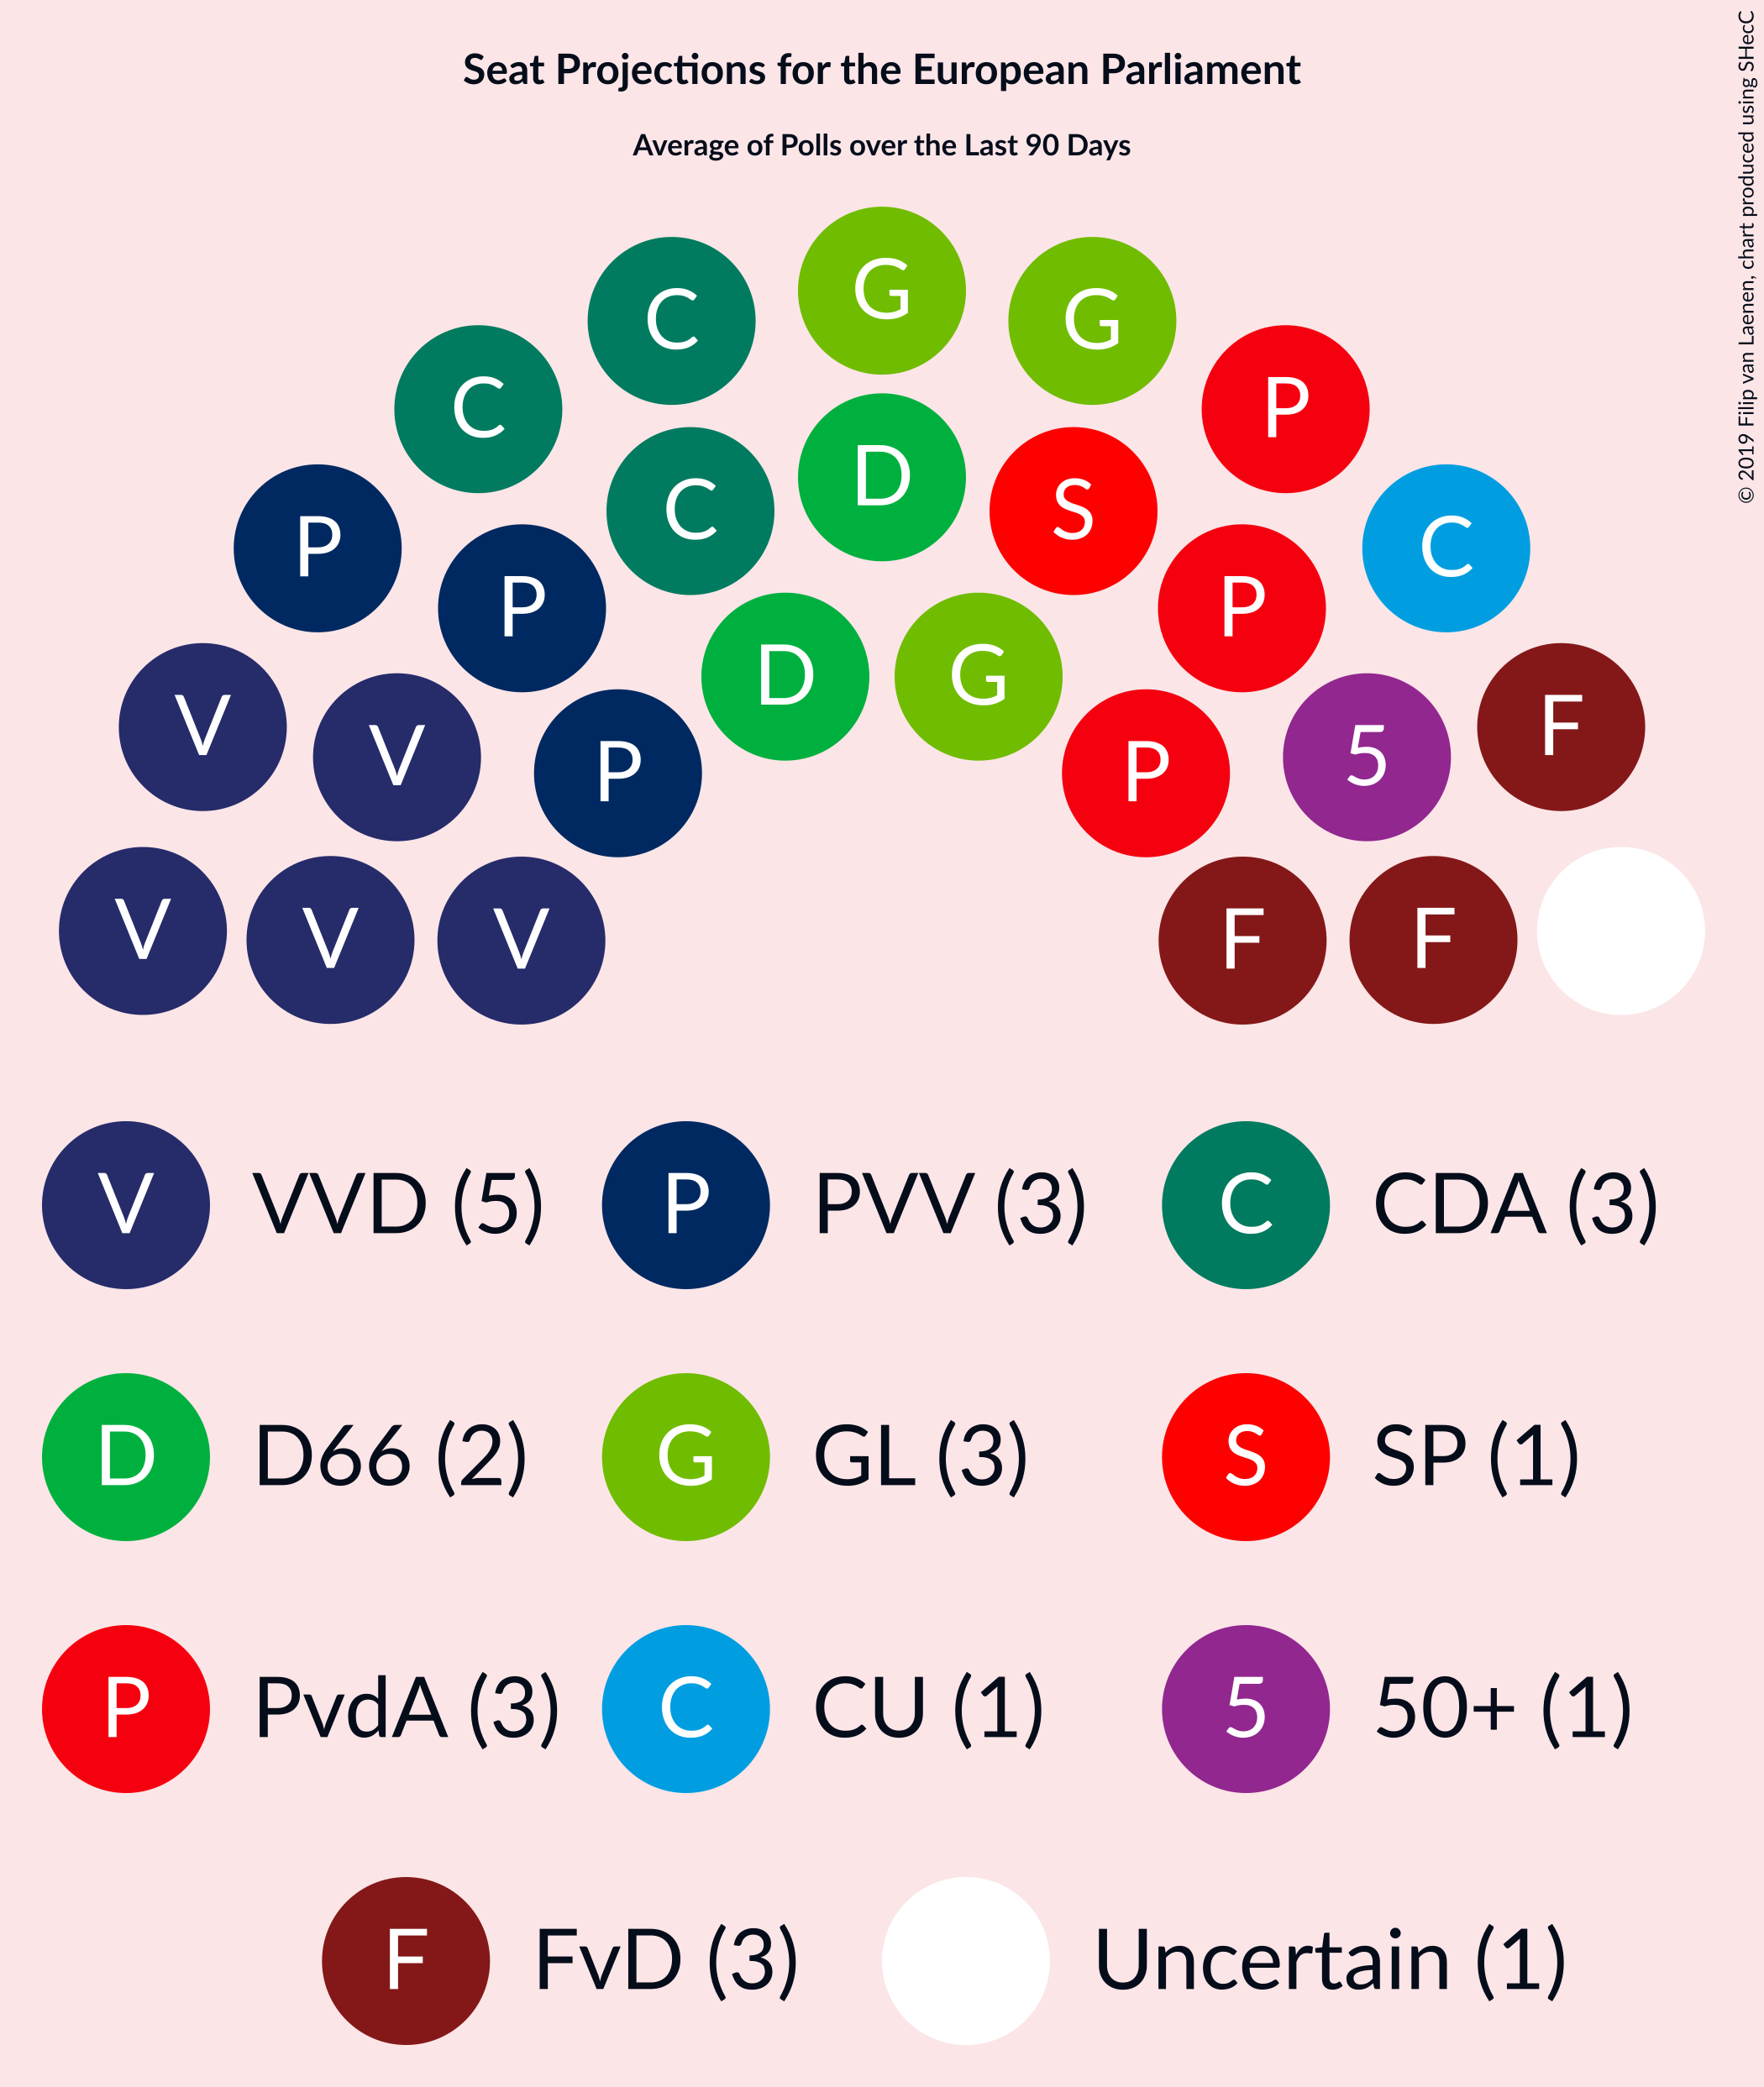 Seat Projections for the European Parliament
Average of Polls over the Last 90 Days
© 2019 Filip van Laenen, chart produced using SHecC
G
C G
C P
D
C S
P C
P P
D G
V F
V 5
P P
V V V F F
V VVD (5) P PVV (3) C CDA (3)
D D66 (2) G GL (3) S SP (1)
P PvdA (3) C CU (1) 5 50+ (1)
F FvD (3) Uncertain (1)